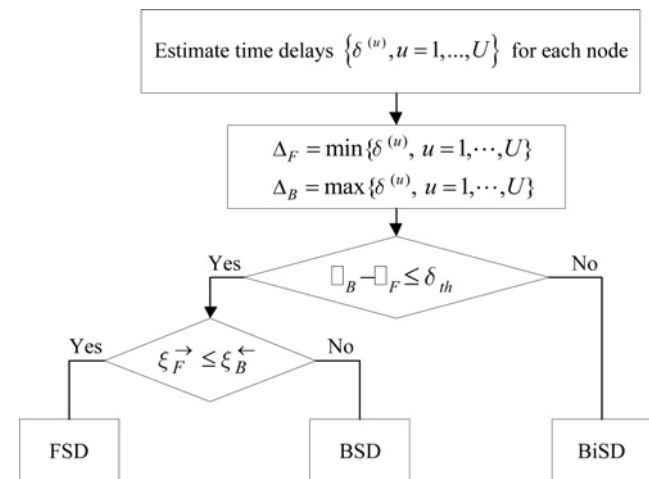 Estimate time delays {δ^(u), u = 1,...,U} for each node
Δ_F = min{δ^(u), u = 1,⋯,U}
Δ_B = max{δ^(u), u = 1,⋯,U}
Yes
□_B − □_F ≤ δ_th
No
Yes
ξ_F^→ ≤ ξ_B^←
No
FSD
BSD
BiSD